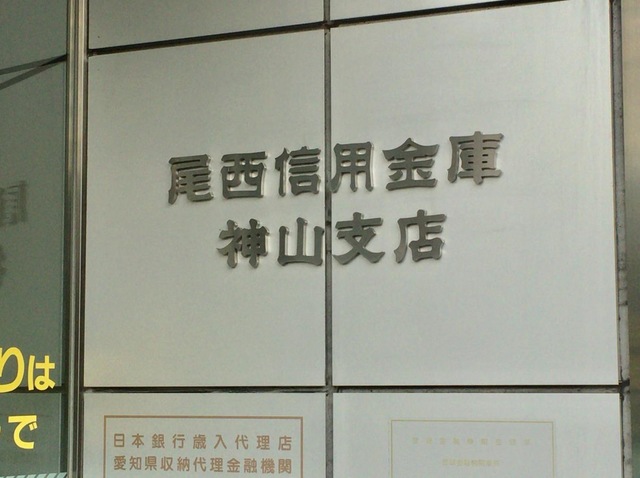 尾西信用金庫
神山支店
りは
で
日本銀行歳入代理店
愛知県収納代理金融機関